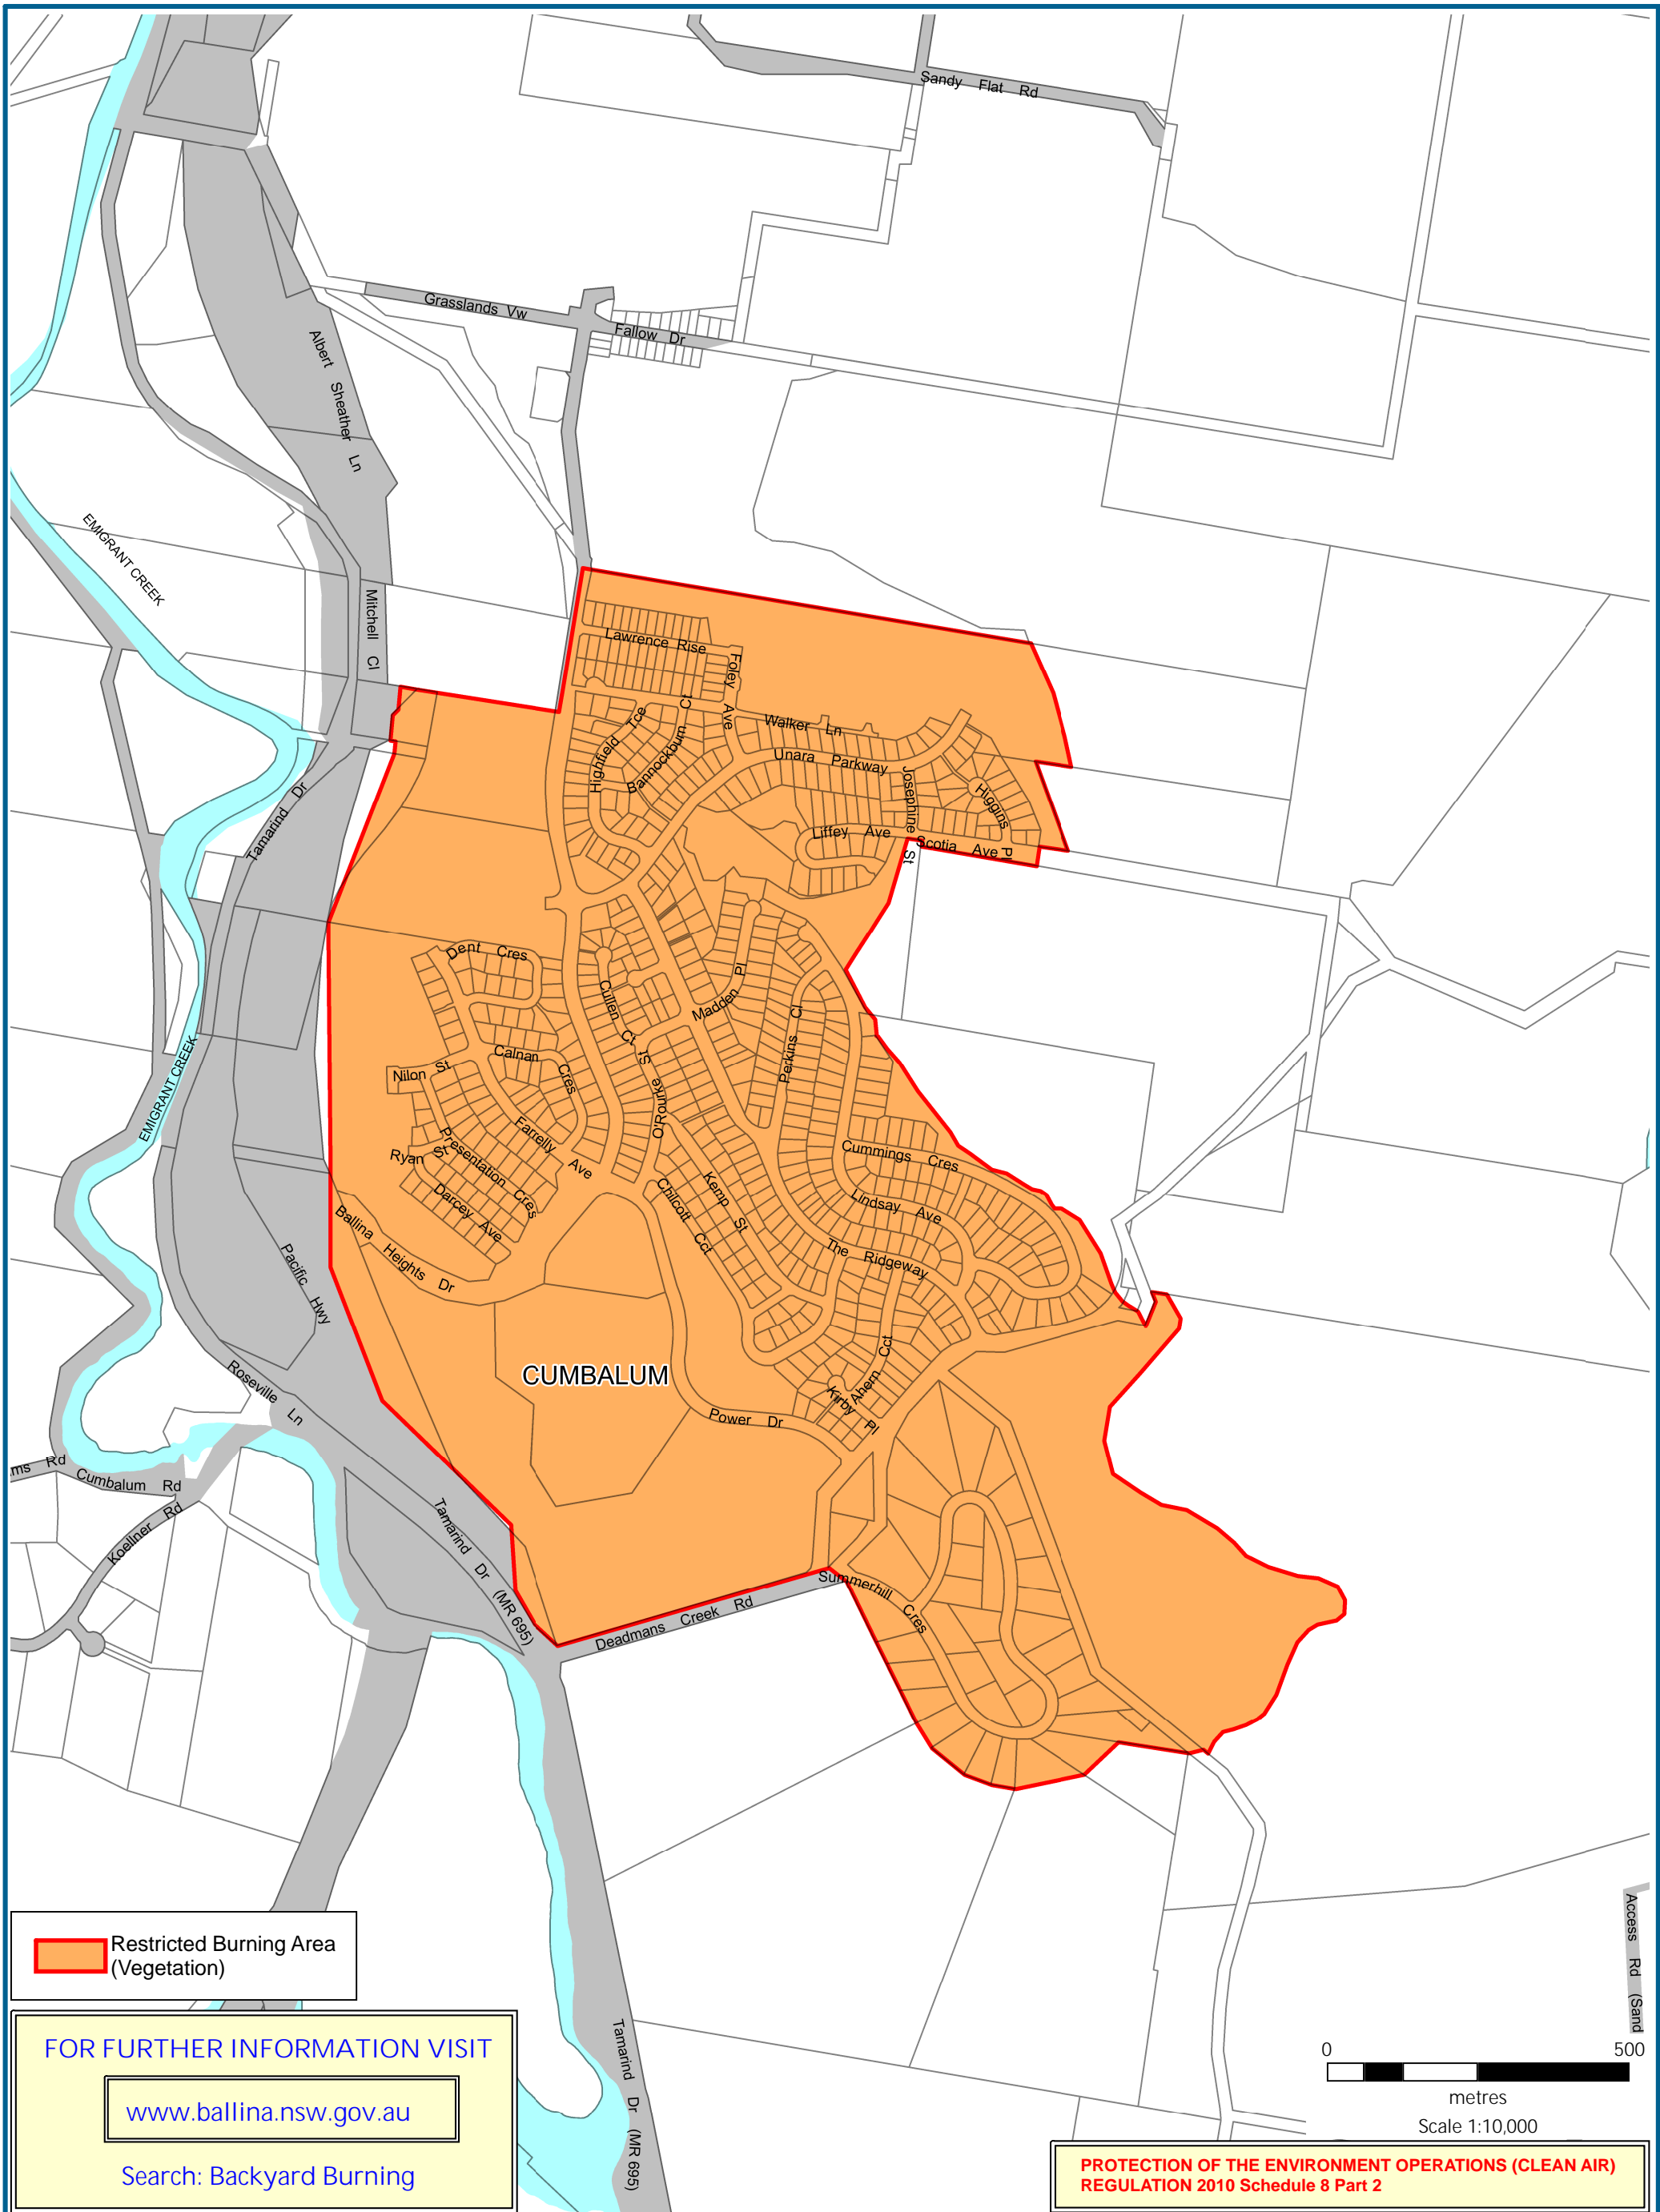 Sandy Flat Rd
Grasslands Vw
Fallow Dr
Albert Sheather Ln
EMIGRANT CREEK
Mitchell Cl
Lawrence Rise
Foley Ave
Highfield Tce
Bannockburn Ct
Walker Ln
Unara Parkway
Josephine St
Higgins Pl
Tamarind Dr
Liffey Ave
Scotia Ave
Dent Cres
Cullen Ct
Madden Pl
Perkins Cl
EMIGRANT CREEK
Calnan Cres
Nilon St
O'Rourke St
Farrelly Ave
Presentation Cres
Ryan St
Darcey Ave
Cummings Cres
Lindsay Ave
Kemp St
Chilcott Cct
Ballina Heights Dr
Pacific Hwy
The Ridgeway
CUMBALUM
Ahern Cct
Kirby Pl
Power Dr
Roseville Ln
ms Rd
Cumbalum Rd
Koellner Rd
Tamarind Dr (MR 695)
Summerhill Cres
Deadmans Creek Rd
Access Rd (Sand
Tamarind Dr (MR 695)
Restricted Burning Area
(Vegetation)
FOR FURTHER INFORMATION VISIT
www.ballina.nsw.gov.au
Search: Backyard Burning
0 500
metres
Scale 1:10,000
PROTECTION OF THE ENVIRONMENT OPERATIONS (CLEAN AIR)
REGULATION 2010 Schedule 8 Part 2